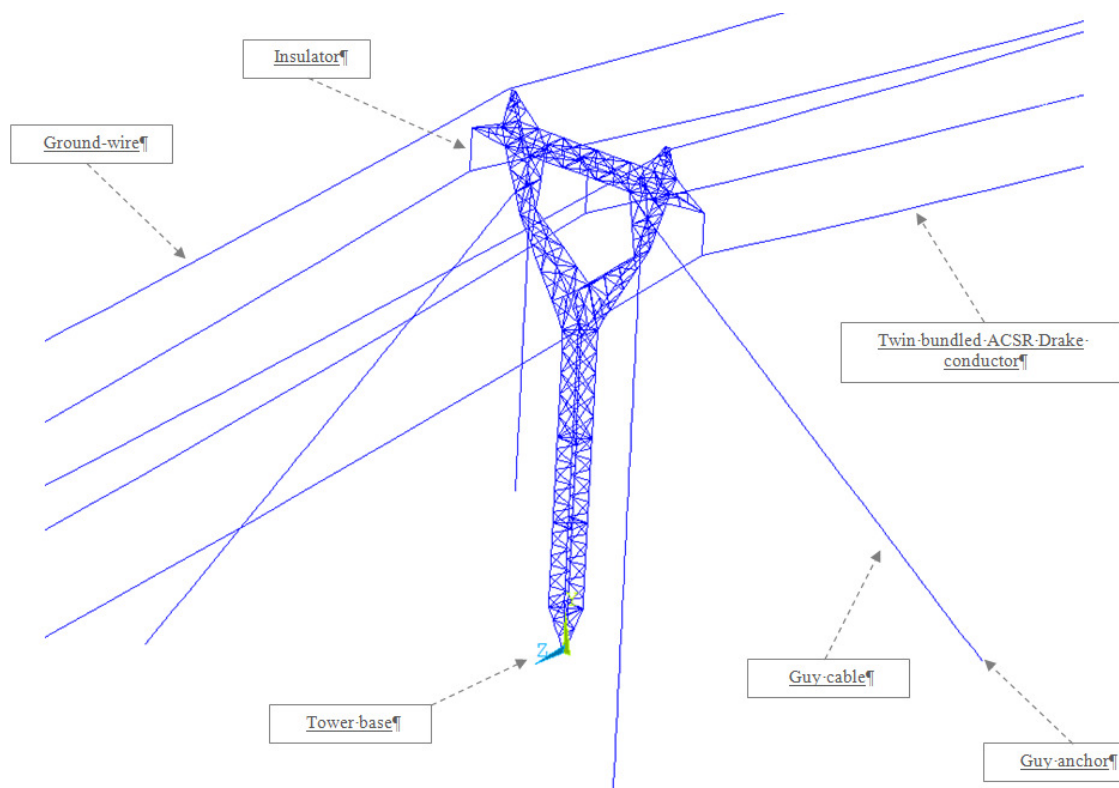 Insulator¶
Ground-wire¶
Twin·bundled·ACSR·Drake·
conductor¶
Z
Guy·cable¶
Tower·base¶
Guy·anchor¶